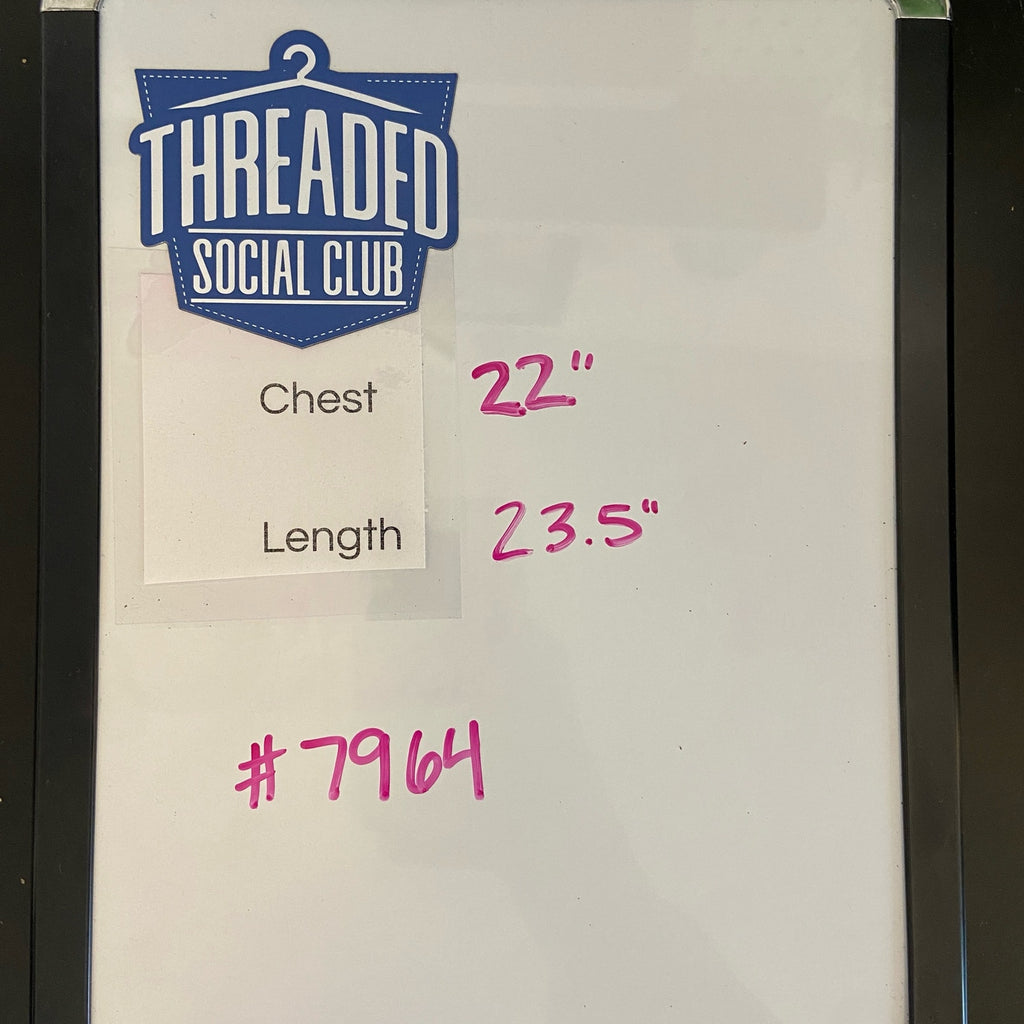 THREADED
SOCIAL CLUB
Chest 22"
Length 23.5"
#7964